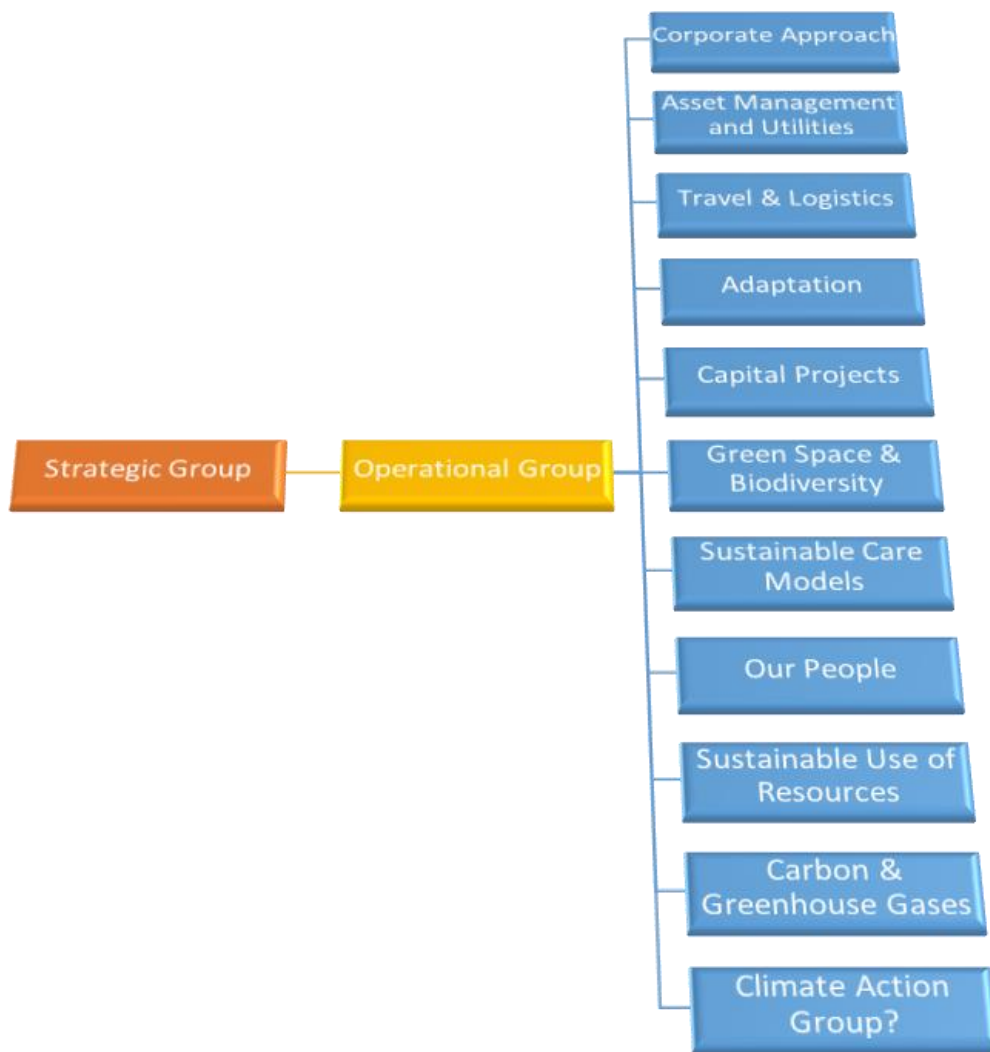 Corporate Approach
Asset Management
and Utilities
Travel & Logistics
Adaptation
Capital Projects
Strategic Group
Operational Group
Green Space &
Biodiversity
Sustainable Care
Models
Our People
Sustainable Use of
Resources
Carbon &
Greenhouse Gases
Climate Action
Group?